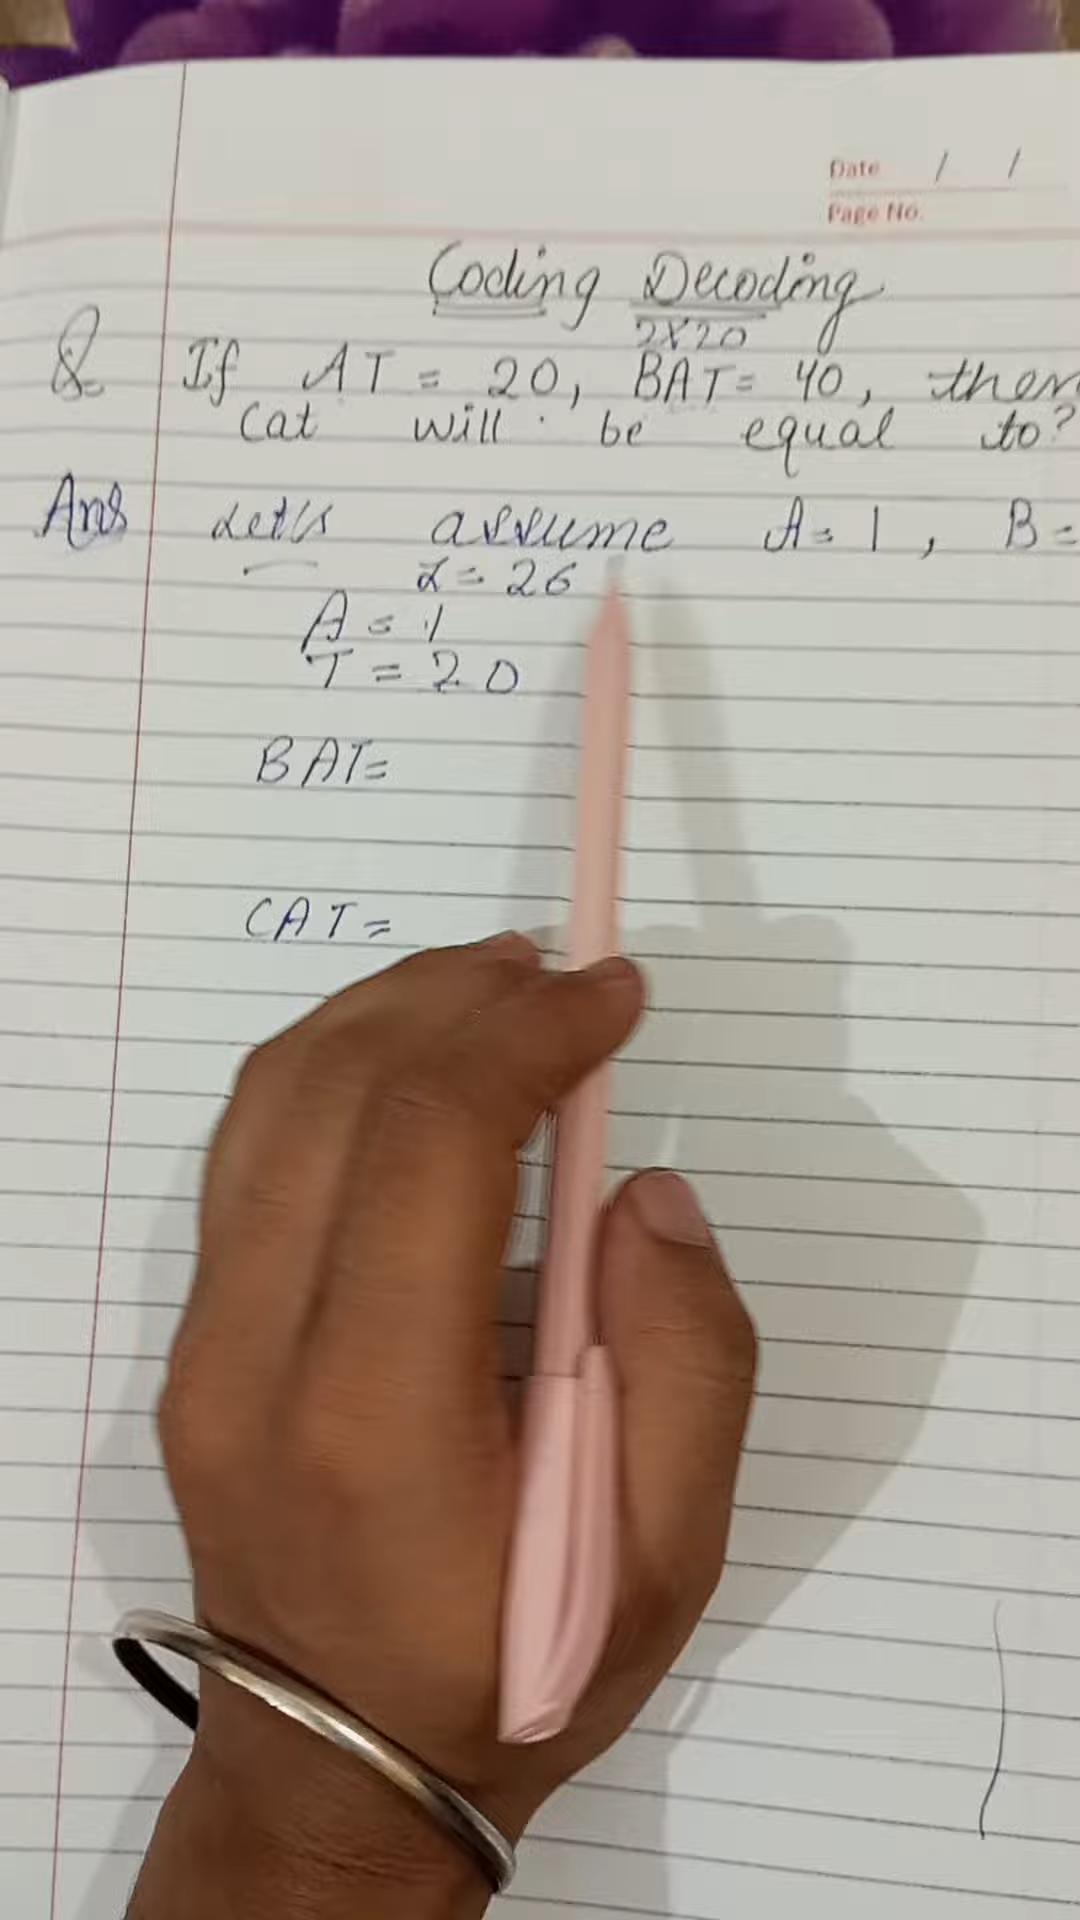 Date / /
Page No.
Coding Decoding
2x20
Q. If AT = 20, BAT = 40, then
Cat will be equal to?
Ans Let's assume A = 1, B =
Z = 26
A = 1
T = 20
BAT=
CAT =